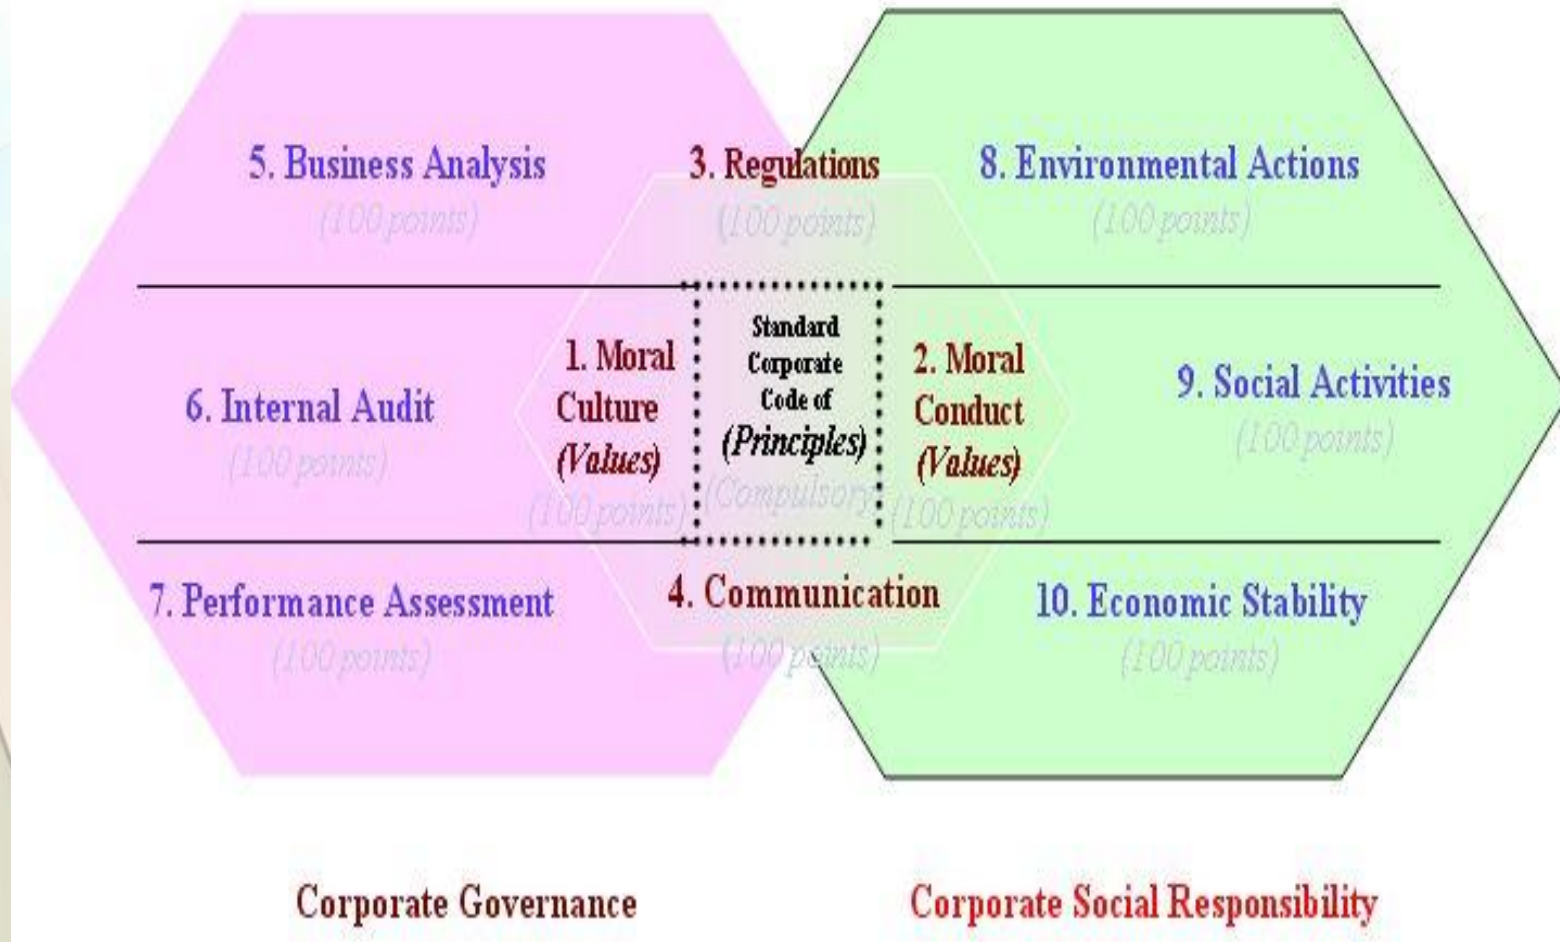 5. Business Analysis
(100 points)
3. Regulations
(100 points)
8. Environmental Actions
(100 points)
6. Internal Audit
(100 points)
1. Moral
Culture
(Values)
(100 points)
Standard
Corporate
Code of
(Principles)
(Compulsory)
2. Moral
Conduct
(Values)
(100 points)
9. Social Activities
(100 points)
7. Performance Assessment
(100 points)
4. Communication
(100 points)
10. Economic Stability
(100 points)
Corporate Governance
Corporate Social Responsibility